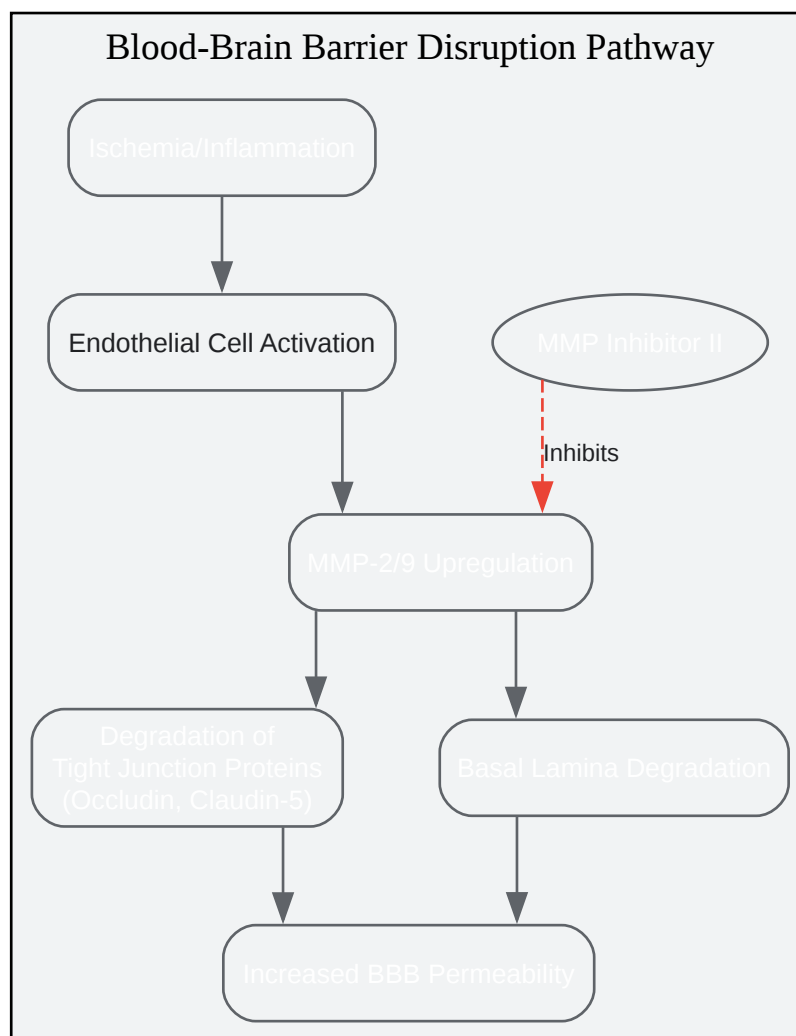 Blood-Brain Barrier Disruption Pathway
Ischemia/Inflammation
Endothelial Cell Activation
MMP Inhibitor II
Inhibits
MMP-2/9 Upregulation
Degradation of
Tight Junction Proteins
(Occludin, Claudin-5)
Basal Lamina Degradation
Increased BBB Permeability